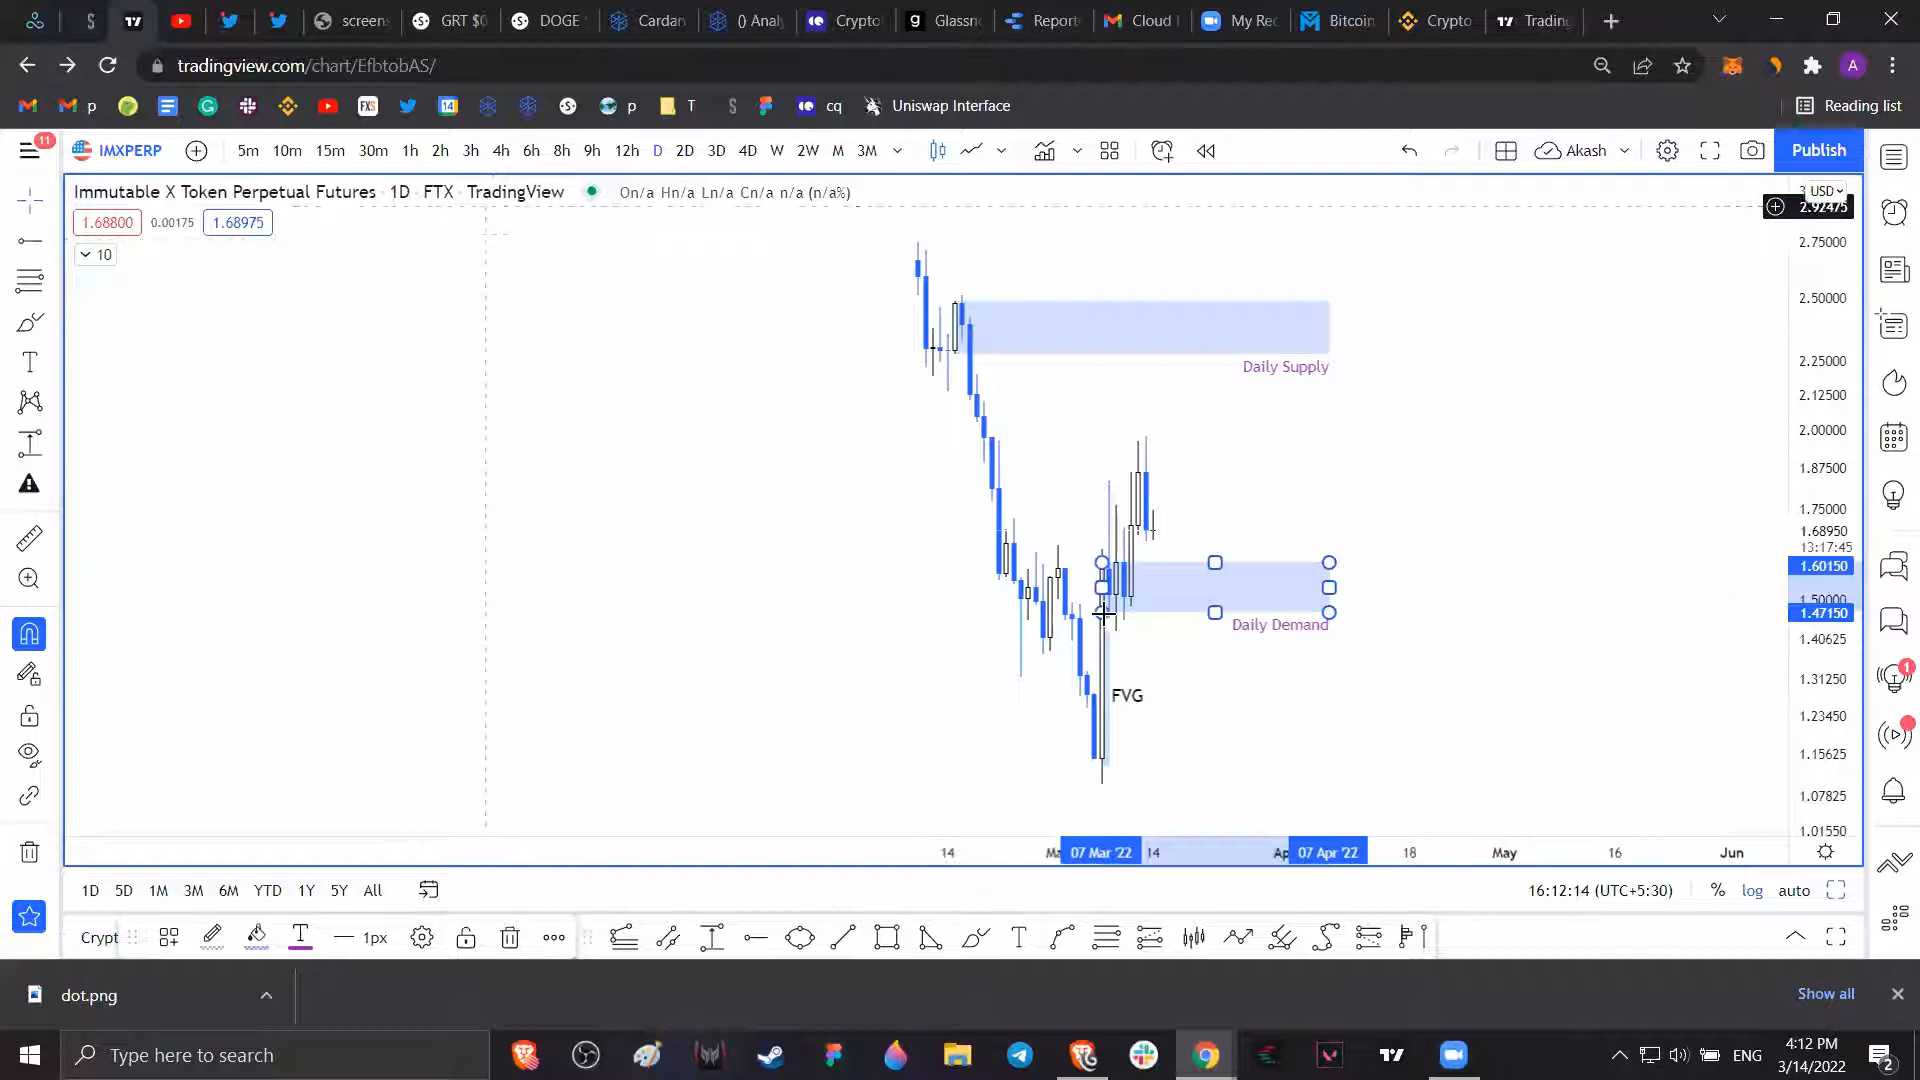 screens
GRT $0
DOGE
Cardan
() Analy
Crypto
Glassn
Report
Cloud
My Rec
Bitcoin
Crypto
Trading
tradingview.com/chart/EfbtobAS/
A
p
FXS
14
p
T
cq
Uniswap Interface
Reading list
11
IMXPERP
5m 10m 15m 30m 1h 2h 3h 4h 6h 8h 9h 12h D 2D 3D 4D W 2W M 3M
Akash
Publish
Immutable X Token Perpetual Futures · 1D · FTX · TradingView
On/a Hn/a Ln/a Cn/a n/a (n/a%)
USD
2.92475
1.68800
0.00175
1.68975
10
2.75000
2.50000
2.25000
2.12500
2.00000
1.87500
1.75000
1.68950
13:17:45
1.60150
1.50000
1.47150
1.40625
1.31250
1.23450
1.15625
1.07825
1.01550
Daily Supply
Daily Demand
FVG
1
14
07 Mar '22
14
07 Apr '22
18
May
16
Jun
1D 5D 1M 3M 6M YTD 1Y 5Y All
16:12:14 (UTC+5:30)
%
log
auto
Crypt
1px
dot.png
Show all
Type here to search
ENG
4:12 PM
3/14/2022
2